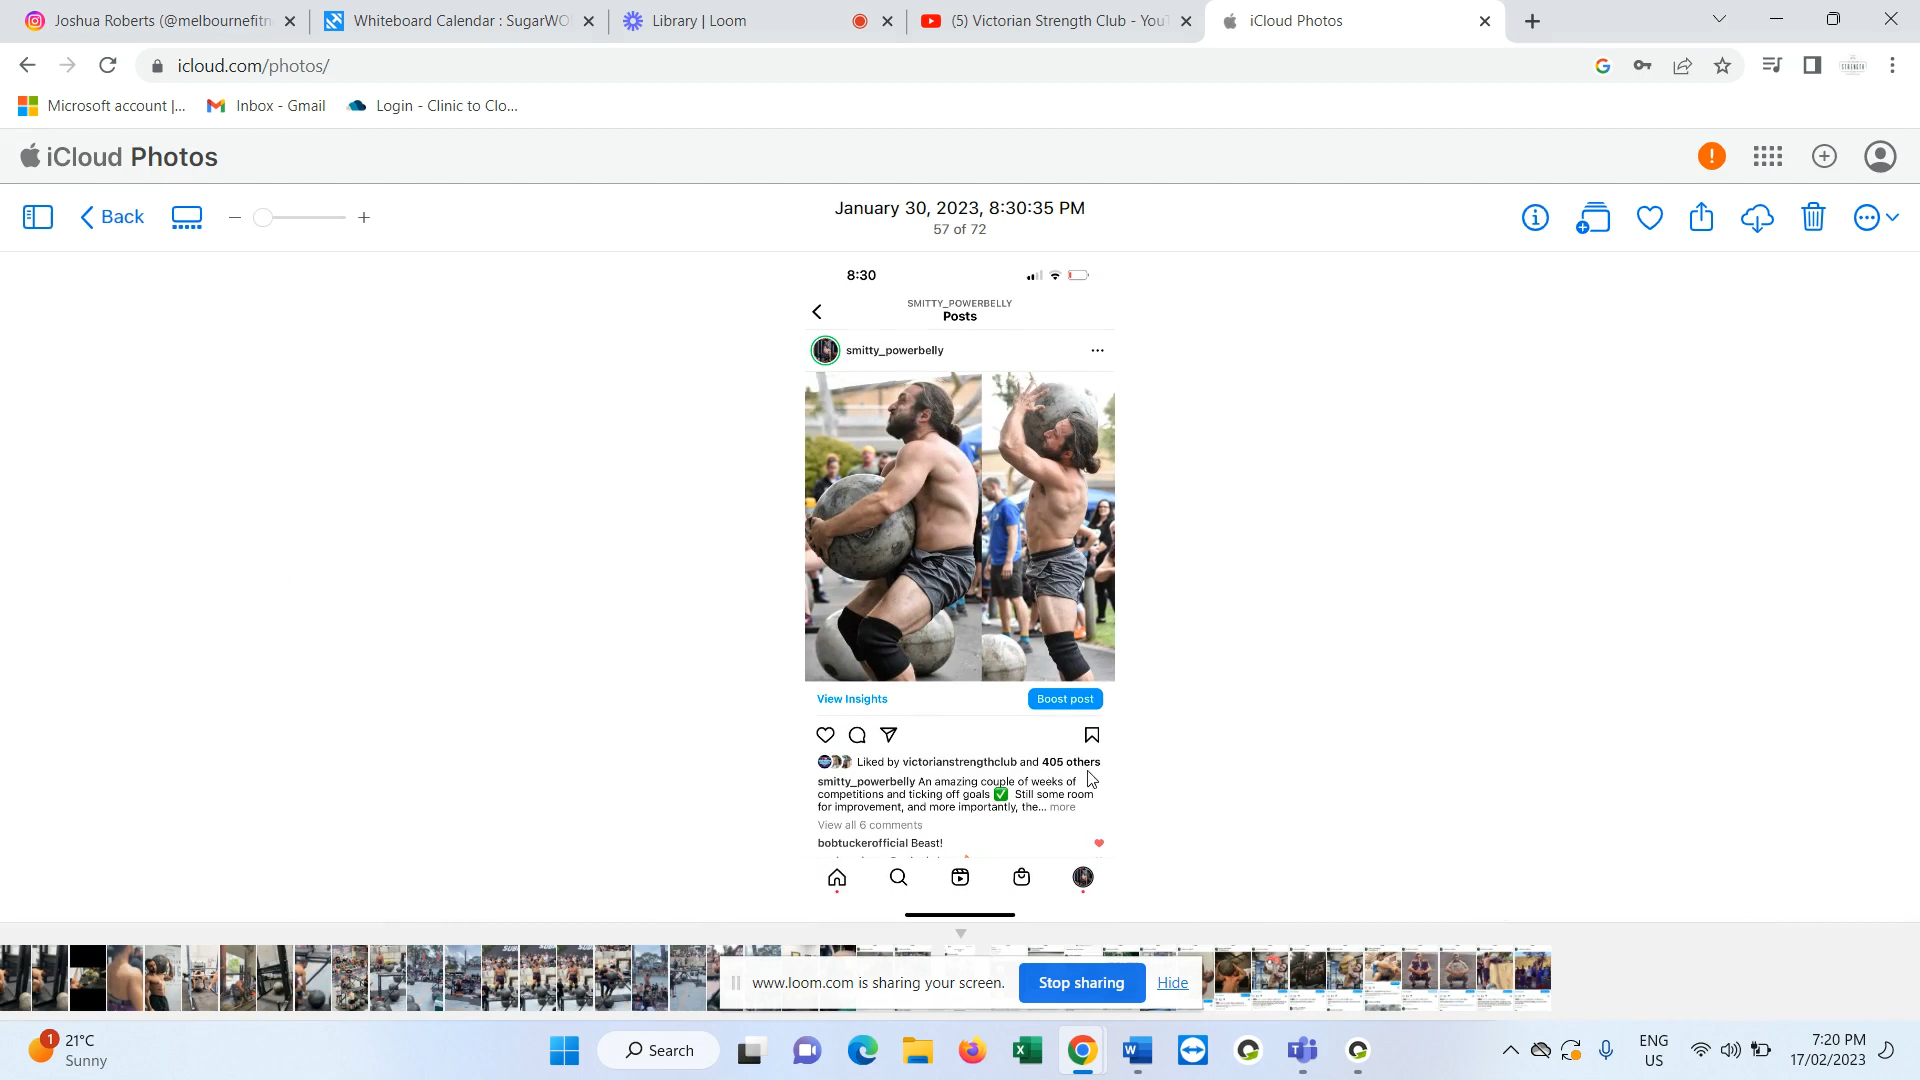 Joshua Roberts (@melbournefitn
Whiteboard Calendar : SugarWO
Library | Loom
(5) Victorian Strength Club - YouT
iCloud Photos
icloud.com/photos/
Microsoft account |...
Inbox - Gmail
Login - Clinic to Clo...
iCloud Photos
Back
January 30, 2023, 8:30:35 PM
57 of 72
8:30
SMITTY_POWERBELLY
Posts
smitty_powerbelly
View Insights
Boost post
Liked by victorianstrengthclub and 405 others
smitty_powerbelly An amazing couple of weeks of
competitions and ticking off goals ✅ Still some room
for improvement, and more importantly, the... more
View all 6 comments
bobtuckerofficial Beast!
www.loom.com is sharing your screen.
Stop sharing
Hide
1
21°C
Sunny
Search
ENG
US
7:20 PM
17/02/2023